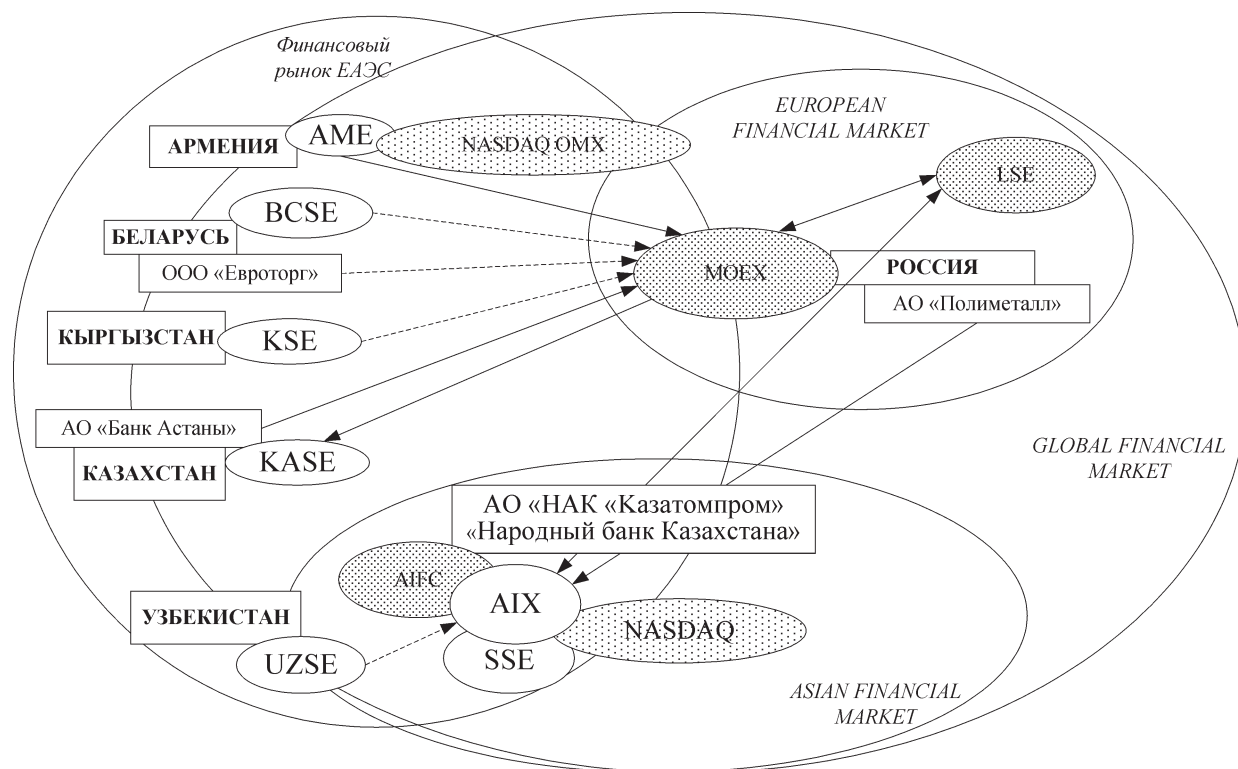 Финансовый
рынок ЕАЭС
EUROPEAN
FINANCIAL MARKET
АРМЕНИЯ
AME
NASDAQ OMX
LSE
BCSE
БЕЛАРУСЬ
ООО «Евроторг»
MOEX
РОССИЯ
АО «Полиметалл»
КЫРГЫЗСТАН
KSE
АО «Банк Астаны»
КАЗАХСТАН
KASE
GLOBAL FINANCIAL
MARKET
АО «НАК «Казатомпром»
«Народный банк Казахстана»
AIFC
AIX
УЗБЕКИСТАН
NASDAQ
UZSE
SSE
ASIAN FINANCIAL
MARKET